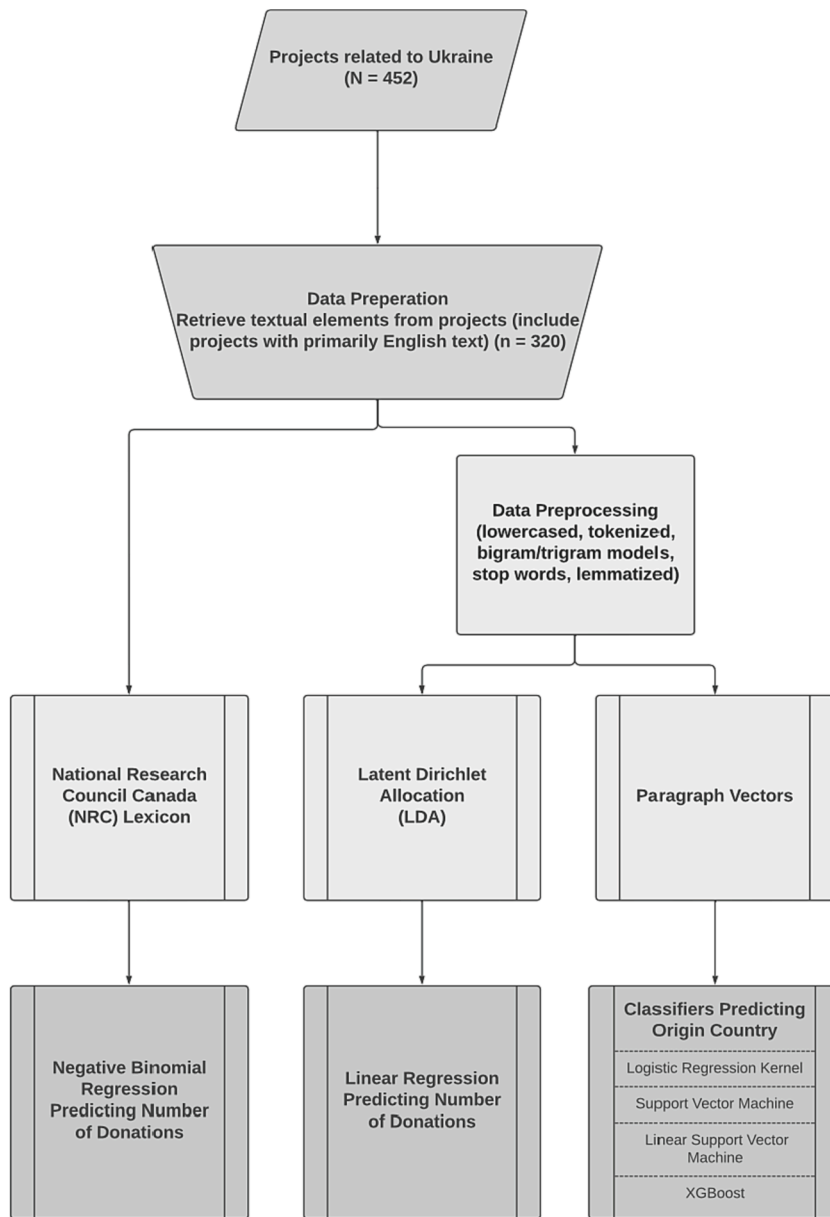 Projects related to Ukraine
(N = 452)
Data Preperation
Retrieve textual elements from projects (include
projects with primarily English text) (n = 320)
Data Preprocessing
(lowercased, tokenized,
bigram/trigram models,
stop words, lemmatized)
National Research
Council Canada
(NRC) Lexicon
Latent Dirichlet
Allocation
(LDA)
Paragraph Vectors
Negative Binomial
Regression
Predicting Number
of Donations
Linear Regression
Predicting Number
of Donations
Classifiers Predicting
Origin Country
Logistic Regression Kernel
Support Vector Machine
Linear Support Vector
Machine
XGBoost